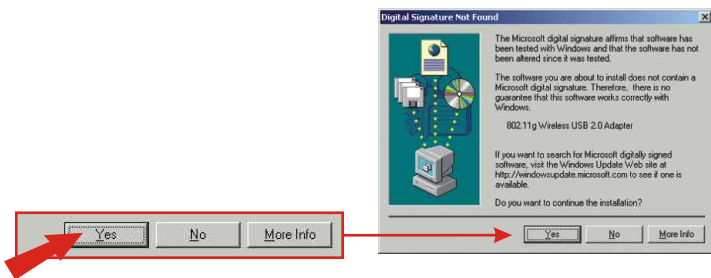 Digital Signature Not Found
The Microsoft digital signature affirms that software has
been tested with Windows and that the software has not
been altered since it was tested.
The software you are about to install does not contain a
Microsoft digital signature. Therefore, there is no
guarantee that this software works correctly with
Windows.
802.11g Wireless USB 2.0 Adapter
If you want to search for Microsoft digitally signed
software, visit the Windows Update Web site at
http://windowsupdate.microsoft.com to see if one is
available.
Do you want to continue the installation?
Yes No More Info
Yes No More Info